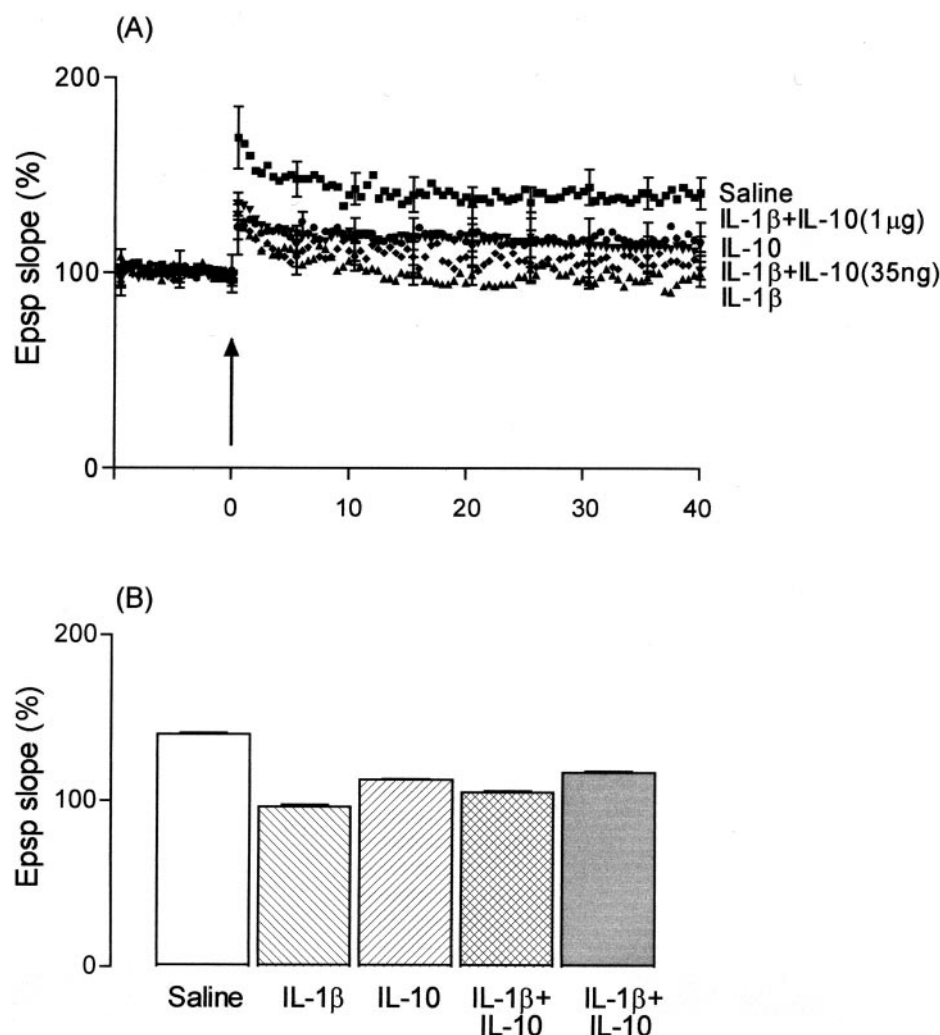 (A)
200
100
0
Epsp slope (%)
Saline
IL-1β+IL-10(1μg)
IL-10
IL-1β+IL-10(35ng)
IL-1β
0 10 20 30 40
(B)
200
100
0
Epsp slope (%)
Saline IL-1β IL-10 IL-1β+ IL-1β+
IL-10 IL-10